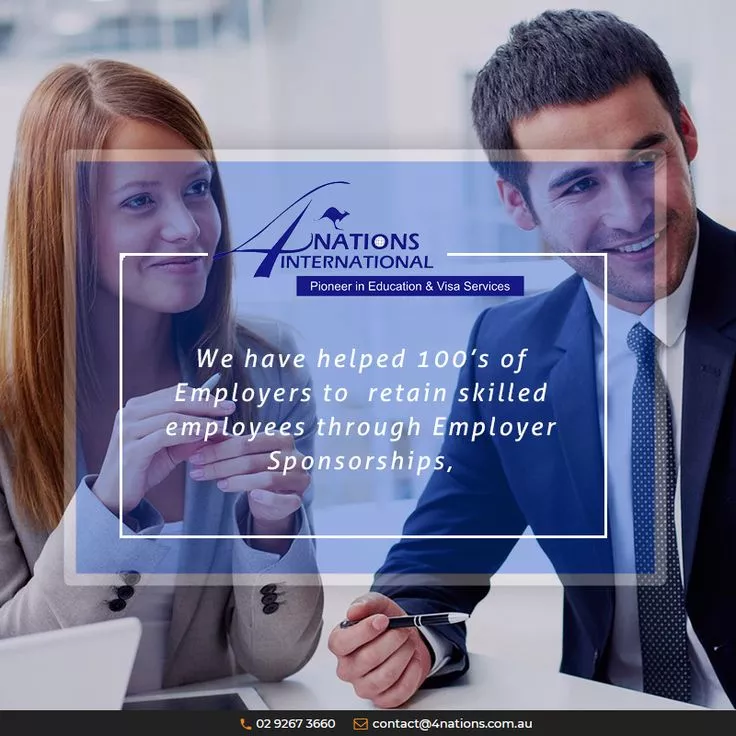 4NATIONS
INTERNATIONAL
Pioneer in Education & Visa Services
We have helped 100's of
Employers to retain skilled
employees through Employer
Sponsorships,
02 9267 3660 contact@4nations.com.au